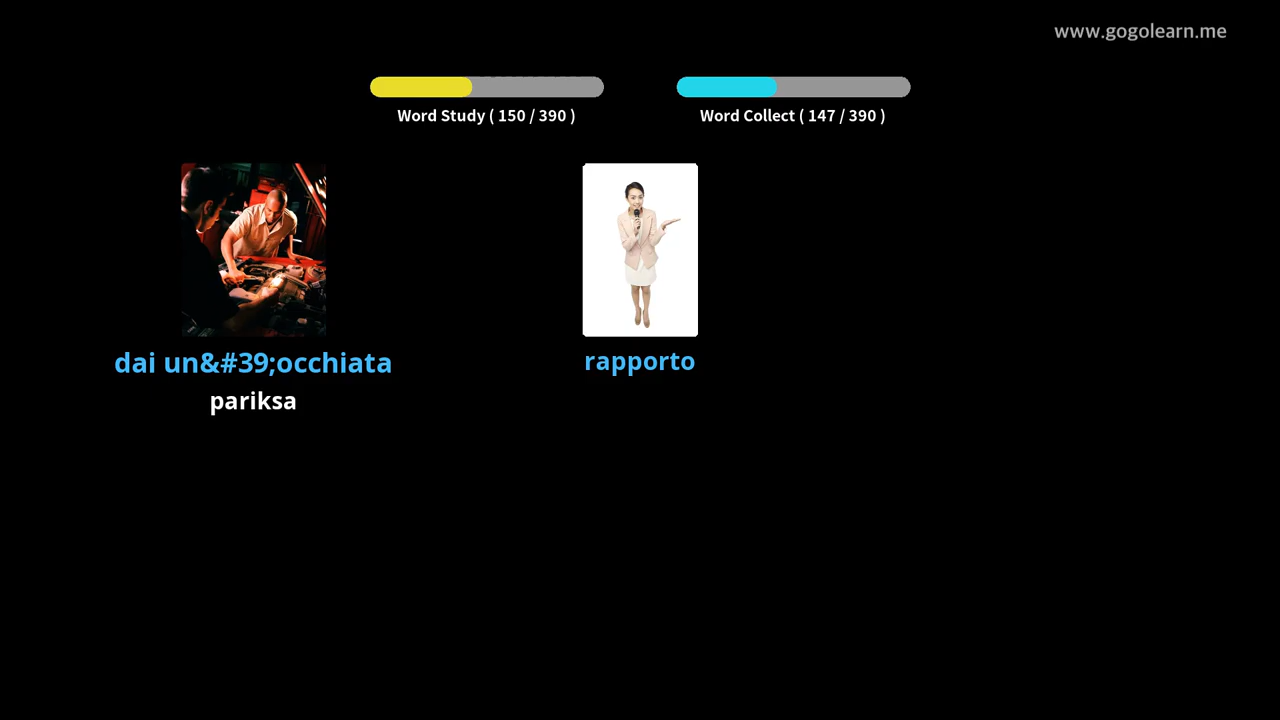 www.gogolearn.me
Word Study ( 150 / 390 )
Word Collect ( 147 / 390 )
dai un&#39;occhiata
pariksa
rapporto